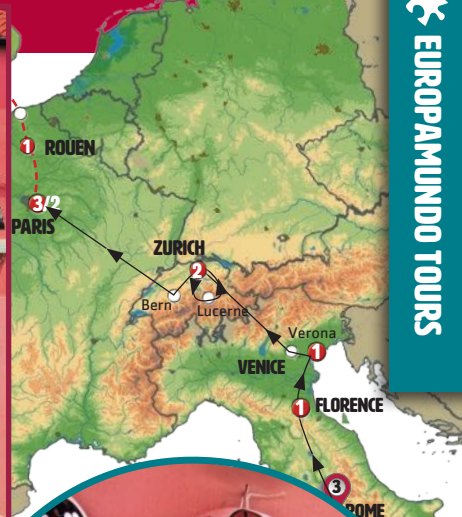 EUROPAMUNDO TOURS
1 ROUEN
3/2
PARIS
ZURICH
2
Bern
Lucerne
Verona
1
VENICE
1 FLORENCE
3
ROME